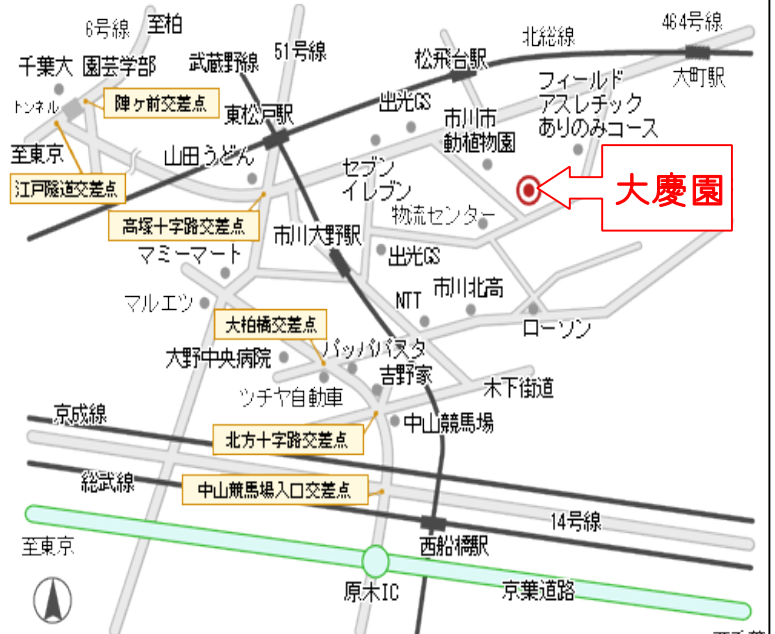 6号線
至柏
千葉大 園芸学部
トンネル
陣ヶ前交差点
至東京
江戸隧道交差点
武蔵野線
51号線
東松戸駅
山田うどん
高塚十字路交差点
松飛台駅
北総線
464号線
大町駅
出光GS
セブン
イレブン
市川市
動植物園
フィールド
アスレチック
ありのみコース
大慶園
物流センター
市川大野駅
出光GS
マミーマート
マルエツ
NTT
市川北高
ローソン
大柏橋交差点
大野中央病院
パッパパスタ
吉野家
ツチヤ自動車
木下街道
北方十字路交差点
中山競馬場
京成線
総武線
中山競馬場入口交差点
14号線
西船橋駅
至東京
原木IC
京葉道路